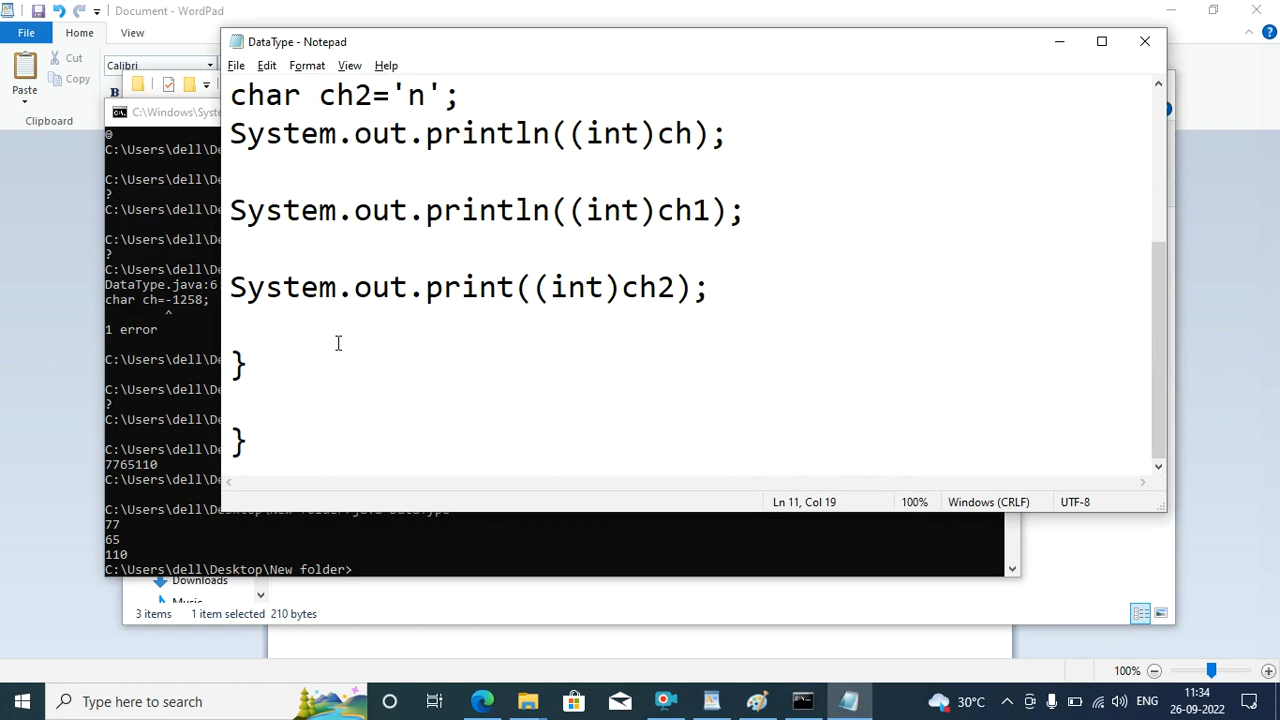 Document - WordPad
File Home View
Cut
Copy
Paste
Clipboard
Calibri
B
DataType - Notepad
File Edit Format View Help
char ch2='n';
System.out.println((int)ch);
System.out.println((int)ch1);
System.out.print((int)ch2);
}
}
Ln 11, Col 19 100% Windows (CRLF) UTF-8
C:\Windows\Syst
@
C:\Users\dell\De
C:\Users\dell\De
?
C:\Users\dell\De
C:\Users\dell\De
?
C:\Users\dell\De
DataType.java:6:
char ch=-1258;
^
1 error
C:\Users\dell\De
C:\Users\dell\De
?
C:\Users\dell\De
C:\Users\dell\De
7765110
C:\Users\dell\De
C:\Users\dell\Desktop\New folder>java DataType
77
65
110
C:\Users\dell\Desktop\New folder>
Downloads
Music
3 items 1 item selected 210 bytes
100%
Type here to search
30°C ENG 11:34
26-09-2022